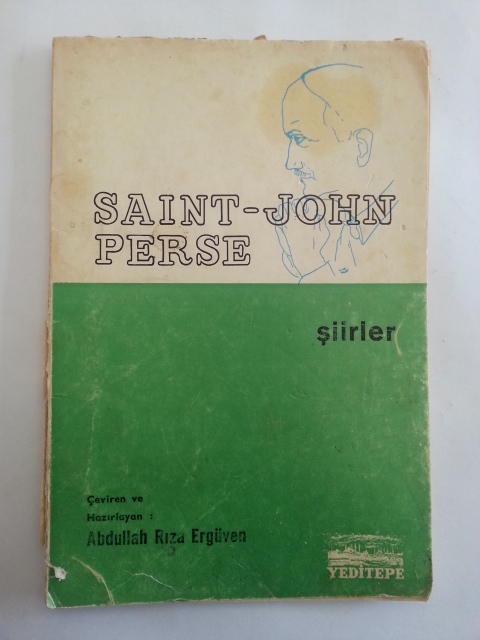 SAINT-JOHN
PERSE
şiirler
Çeviren ve
Hazırlayan :
Abdullah Rıza Ergüven
YEDİTEPE